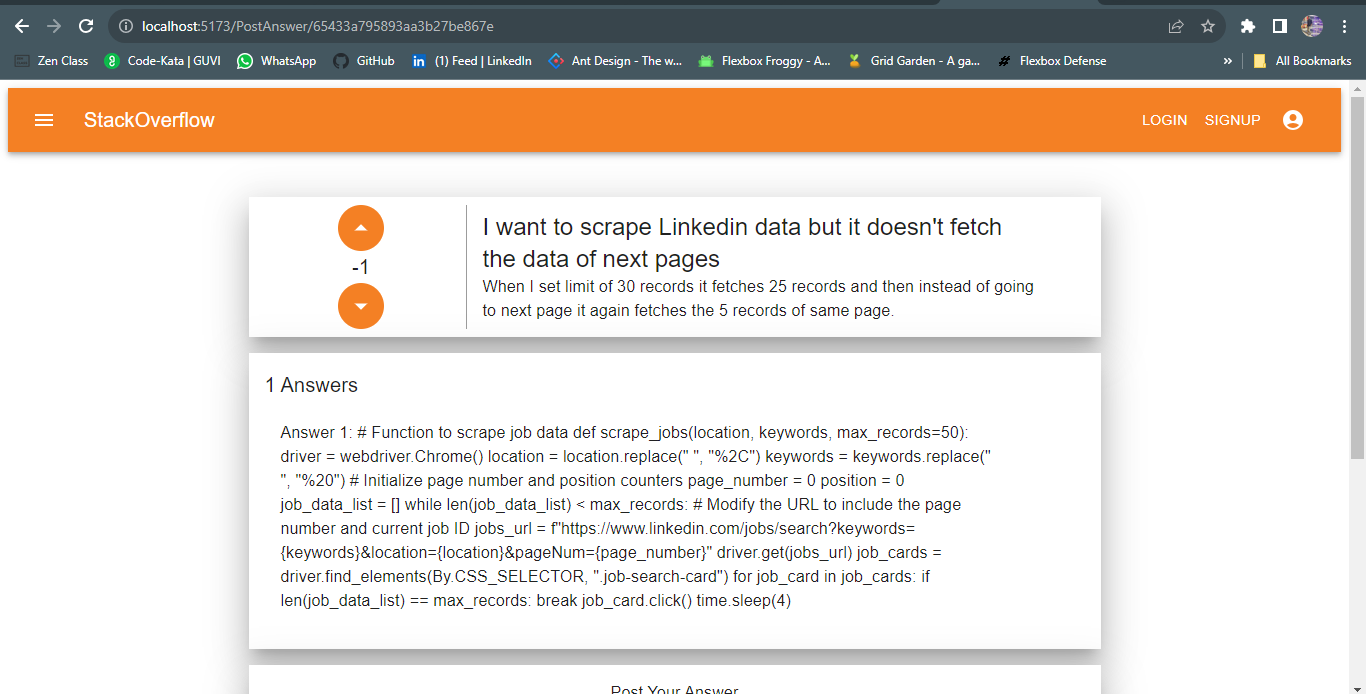 localhost:5173/PostAnswer/65433a795893aa3b27be867e
Zen Class Code-Kata | GUVI WhatsApp GitHub (1) Feed | LinkedIn Ant Design - The w... Flexbox Froggy - A... Grid Garden - A ga... Flexbox Defense » All Bookmarks
StackOverflow LOGIN SIGNUP
-1
I want to scrape Linkedin data but it doesn't fetch
the data of next pages
When I set limit of 30 records it fetches 25 records and then instead of going
to next page it again fetches the 5 records of same page.
1 Answers
Answer 1: # Function to scrape job data def scrape_jobs(location, keywords, max_records=50):
driver = webdriver.Chrome() location = location.replace(" ", "%2C") keywords = keywords.replace("
", "%20") # Initialize page number and position counters page_number = 0 position = 0
job_data_list = [] while len(job_data_list) < max_records: # Modify the URL to include the page
number and current job ID jobs_url = f"https://www.linkedin.com/jobs/search?keywords=
{keywords}&location={location}&pageNum={page_number}" driver.get(jobs_url) job_cards =
driver.find_elements(By.CSS_SELECTOR, ".job-search-card") for job_card in job_cards: if
len(job_data_list) == max_records: break job_card.click() time.sleep(4)
Post Your Answer